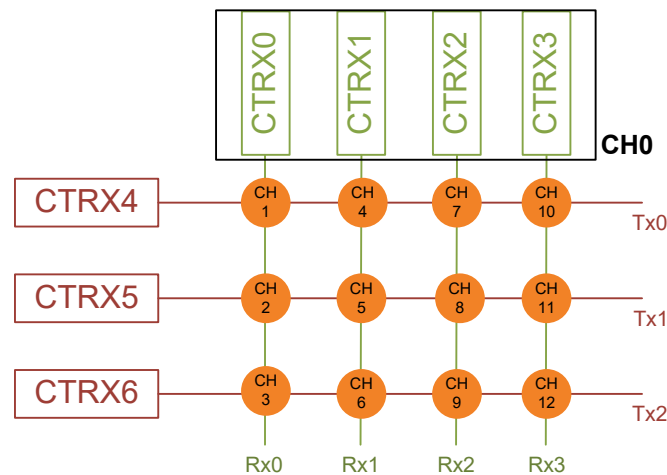 CTRX0 CTRX1 CTRX2 CTRX3
CH0
CTRX4
CH
1
CH
4
CH
7
CH
10
Tx0
CTRX5
CH
2
CH
5
CH
8
CH
11
Tx1
CTRX6
CH
3
CH
6
CH
9
CH
12
Tx2
Rx0 Rx1 Rx2 Rx3